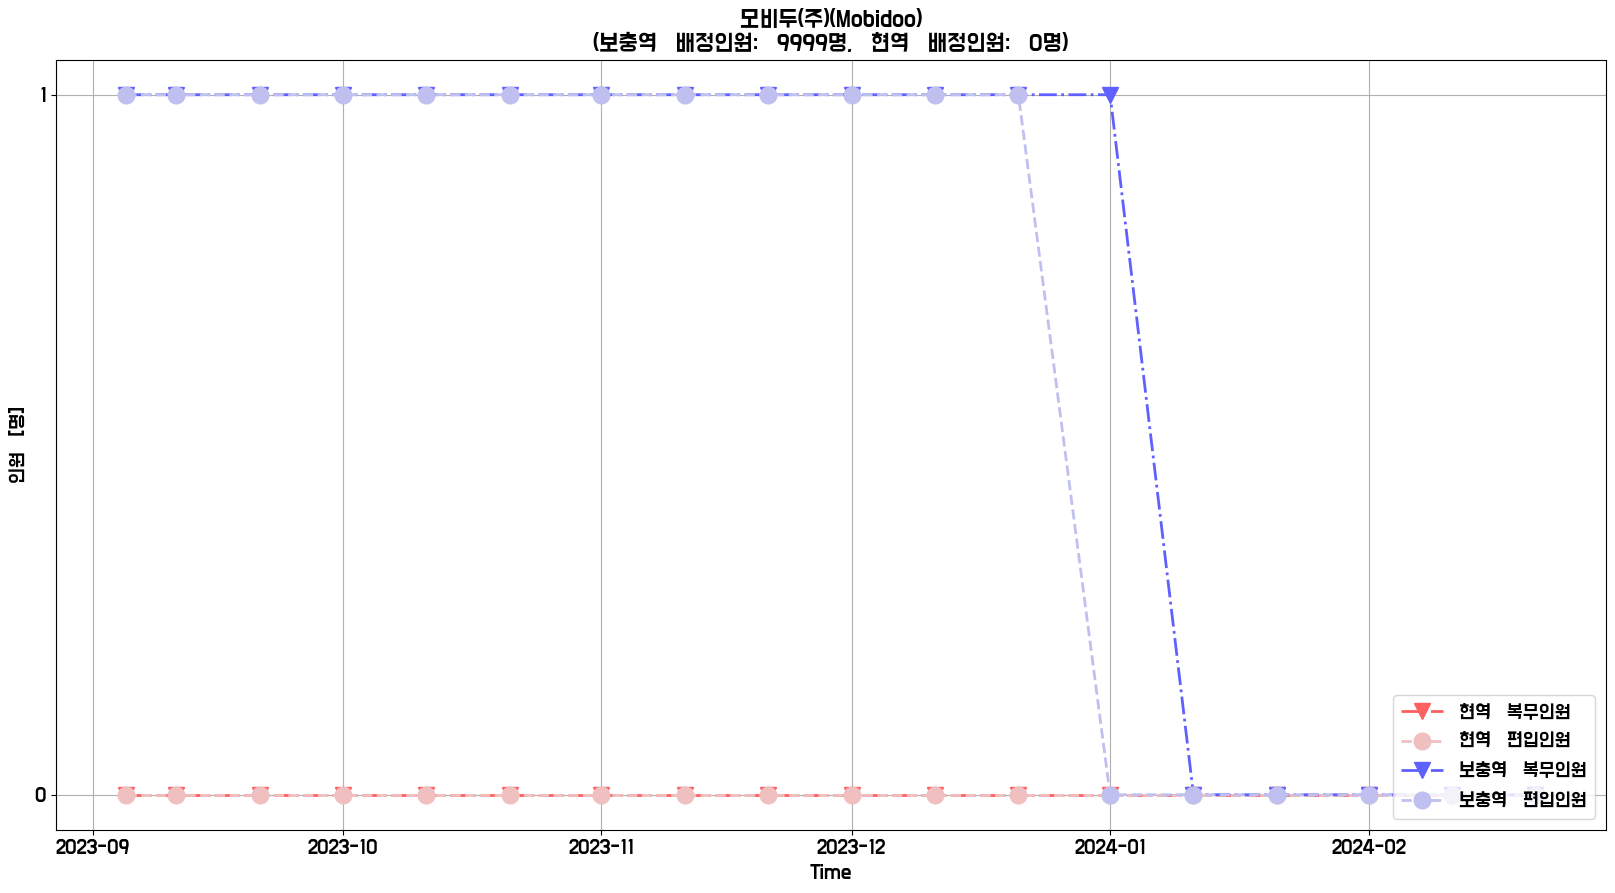 모비두(주)(Mobidoo)
(보충역 배정인원: 9999명, 현역 배정인원: 0명)
1
0
인원 [명]
2023-09 2023-10 2023-11 2023-12 2024-01 2024-02
Time
현역 복무인원
현역 편입인원
보충역 복무인원
보충역 편입인원